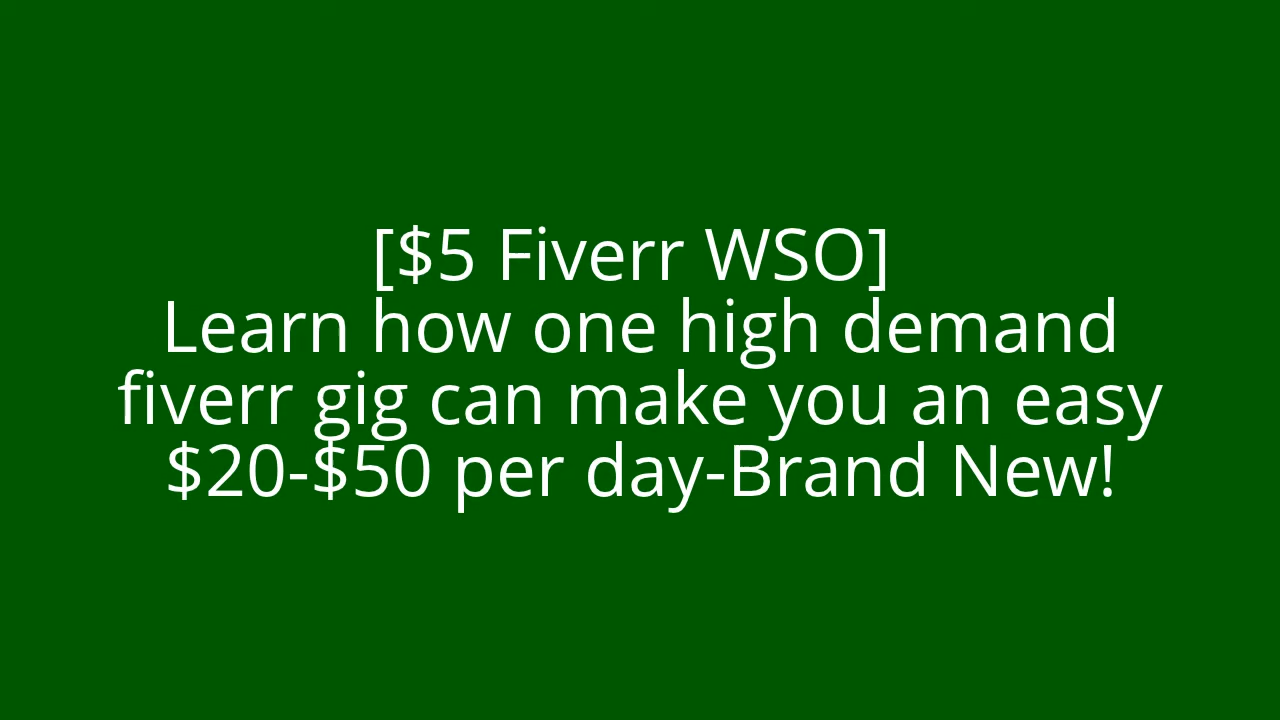 [$5 Fiverr WSO]
Learn how one high demand
fiverr gig can make you an easy
$20-$50 per day-Brand New!